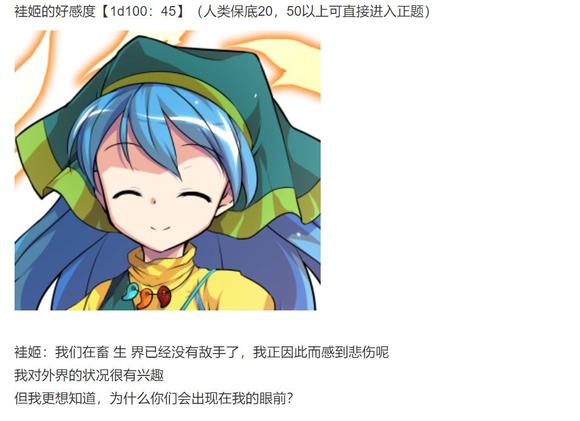 袿姬的好感度【1d100：45】（人类保底20，50以上可直接进入正题）
袿姬：我们在畜 生 界已经没有敌手了，我正因此而感到悲伤呢
我对外界的状况很有兴趣
但我更想知道，为什么你们会出现在我的眼前？